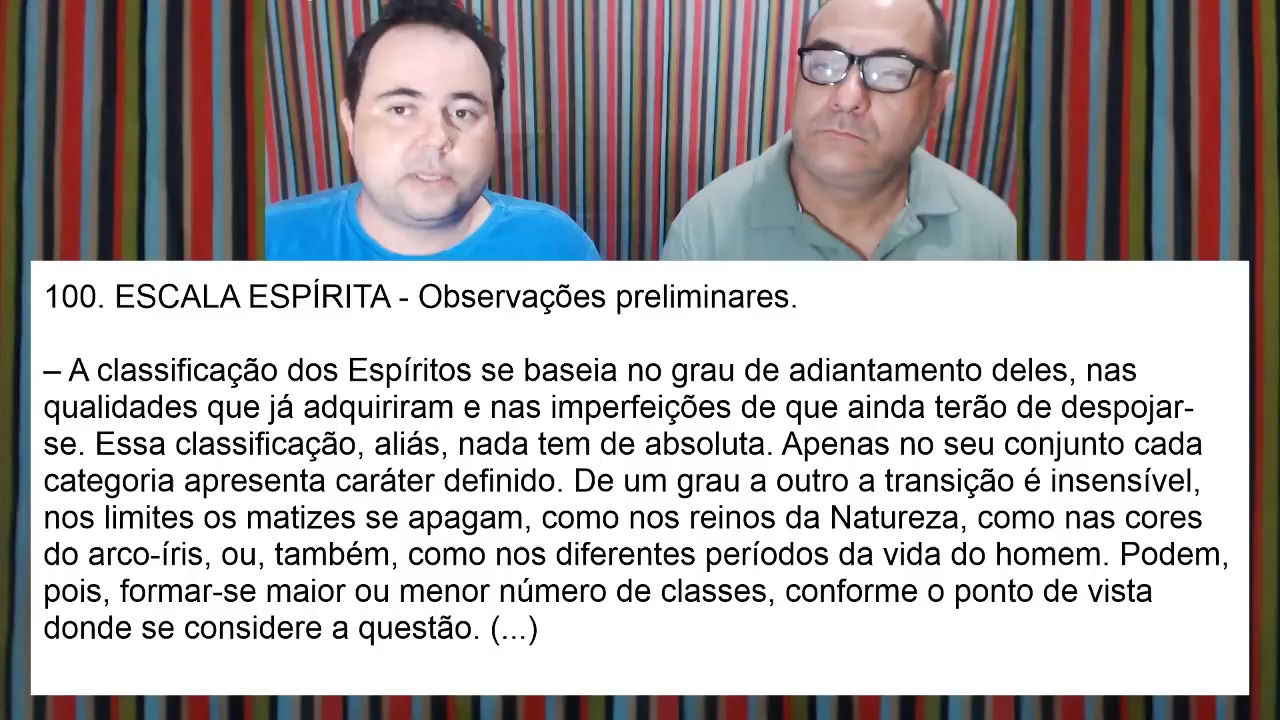 100. ESCALA ESPÍRITA - Observações preliminares.
– A classificação dos Espíritos se baseia no grau de adiantamento deles, nas
qualidades que já adquiriram e nas imperfeições de que ainda terão de despojar-
se. Essa classificação, aliás, nada tem de absoluta. Apenas no seu conjunto cada
categoria apresenta caráter definido. De um grau a outro a transição é insensível,
nos limites os matizes se apagam, como nos reinos da Natureza, como nas cores
do arco-íris, ou, também, como nos diferentes períodos da vida do homem. Podem,
pois, formar-se maior ou menor número de classes, conforme o ponto de vista
donde se considere a questão. (...)